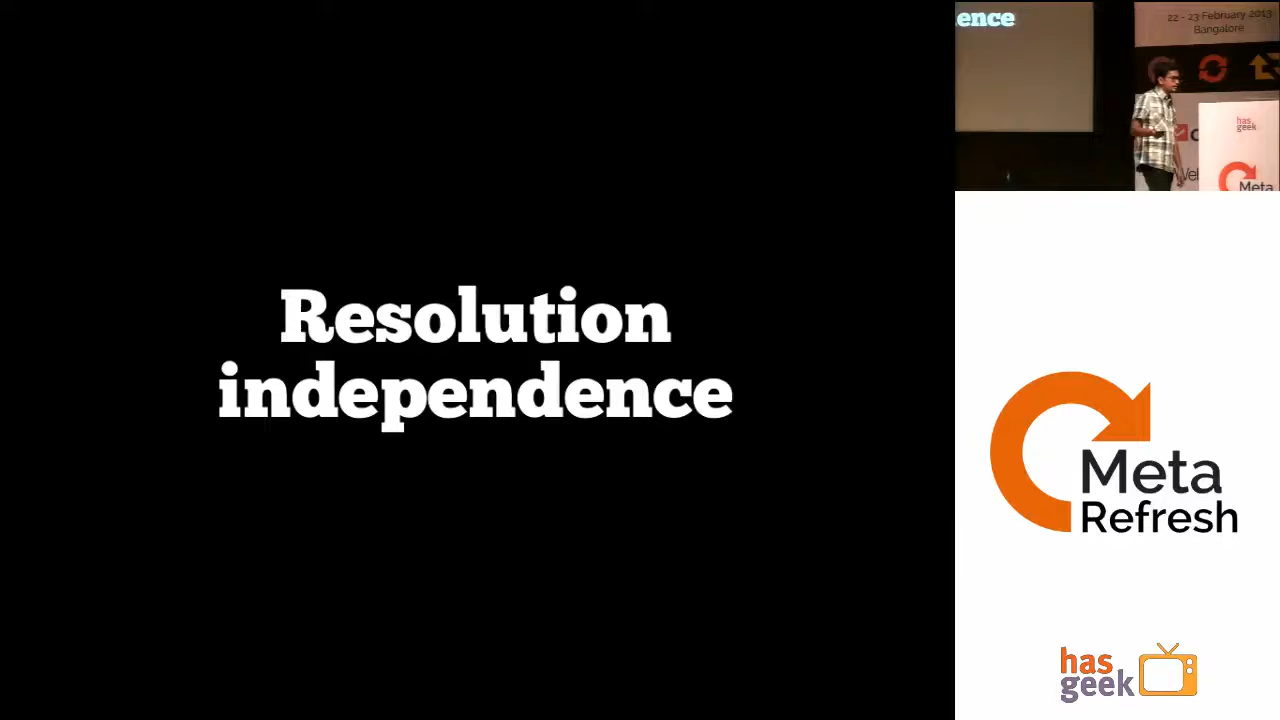 Resolution
independence
ence
22 - 23 February 2013
Bangalore
has
geek
Meta
Meta
Refresh
has
geek